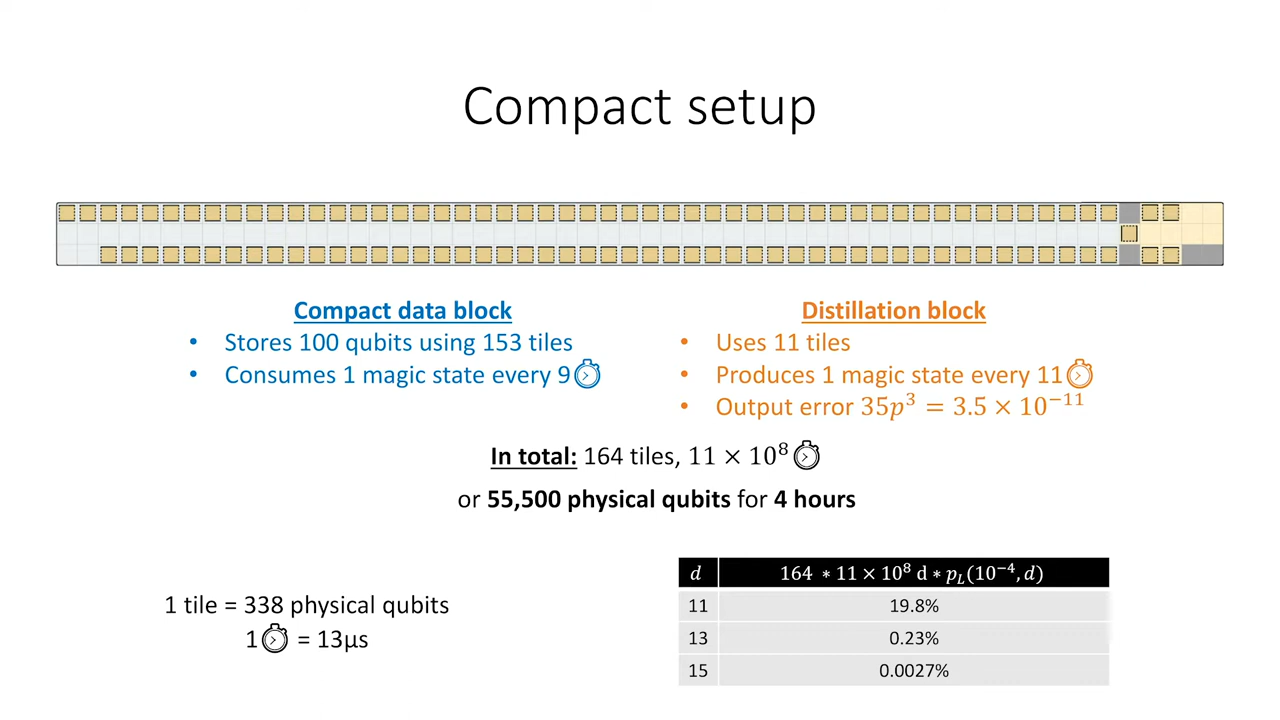 Compact setup
Compact data block
• Stores 100 qubits using 153 tiles
• Consumes 1 magic state every 9
Distillation block
• Uses 11 tiles
• Produces 1 magic state every 11
• Output error 35p³ = 3.5 × 10⁻¹¹
In total: 164 tiles, 11 × 10⁸
or 55,500 physical qubits for 4 hours
1 tile = 338 physical qubits
1 = 13µs
d 164 * 11 × 10⁸ d * p_L(10⁻⁴, d)
11 19.8%
13 0.23%
15 0.0027%